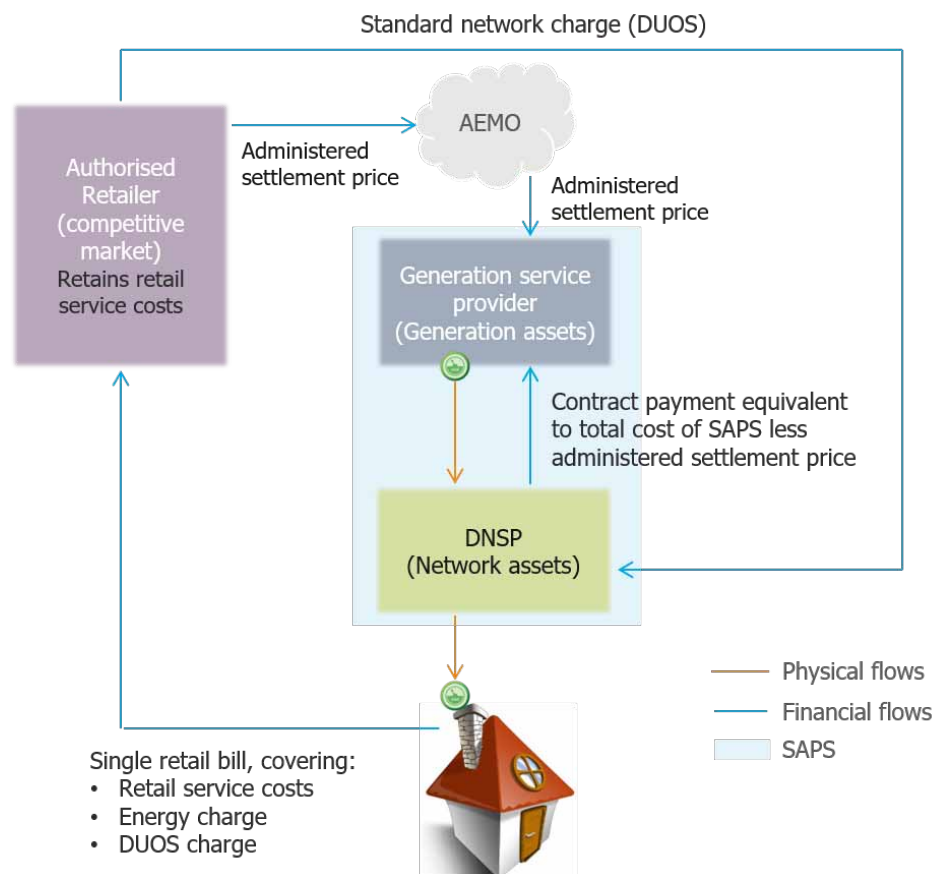 Standard network charge (DUOS)
AEMO
Administered
settlement price
Authorised
Retailer
(competitive
market)
Retains retail
service costs
Administered
settlement price
Generation service
provider
(Generation assets)
Contract payment equivalent
to total cost of SAPS less
administered settlement price
DNSP
(Network assets)
Physical flows
Financial flows
SAPS
Single retail bill, covering:
• Retail service costs
• Energy charge
• DUOS charge